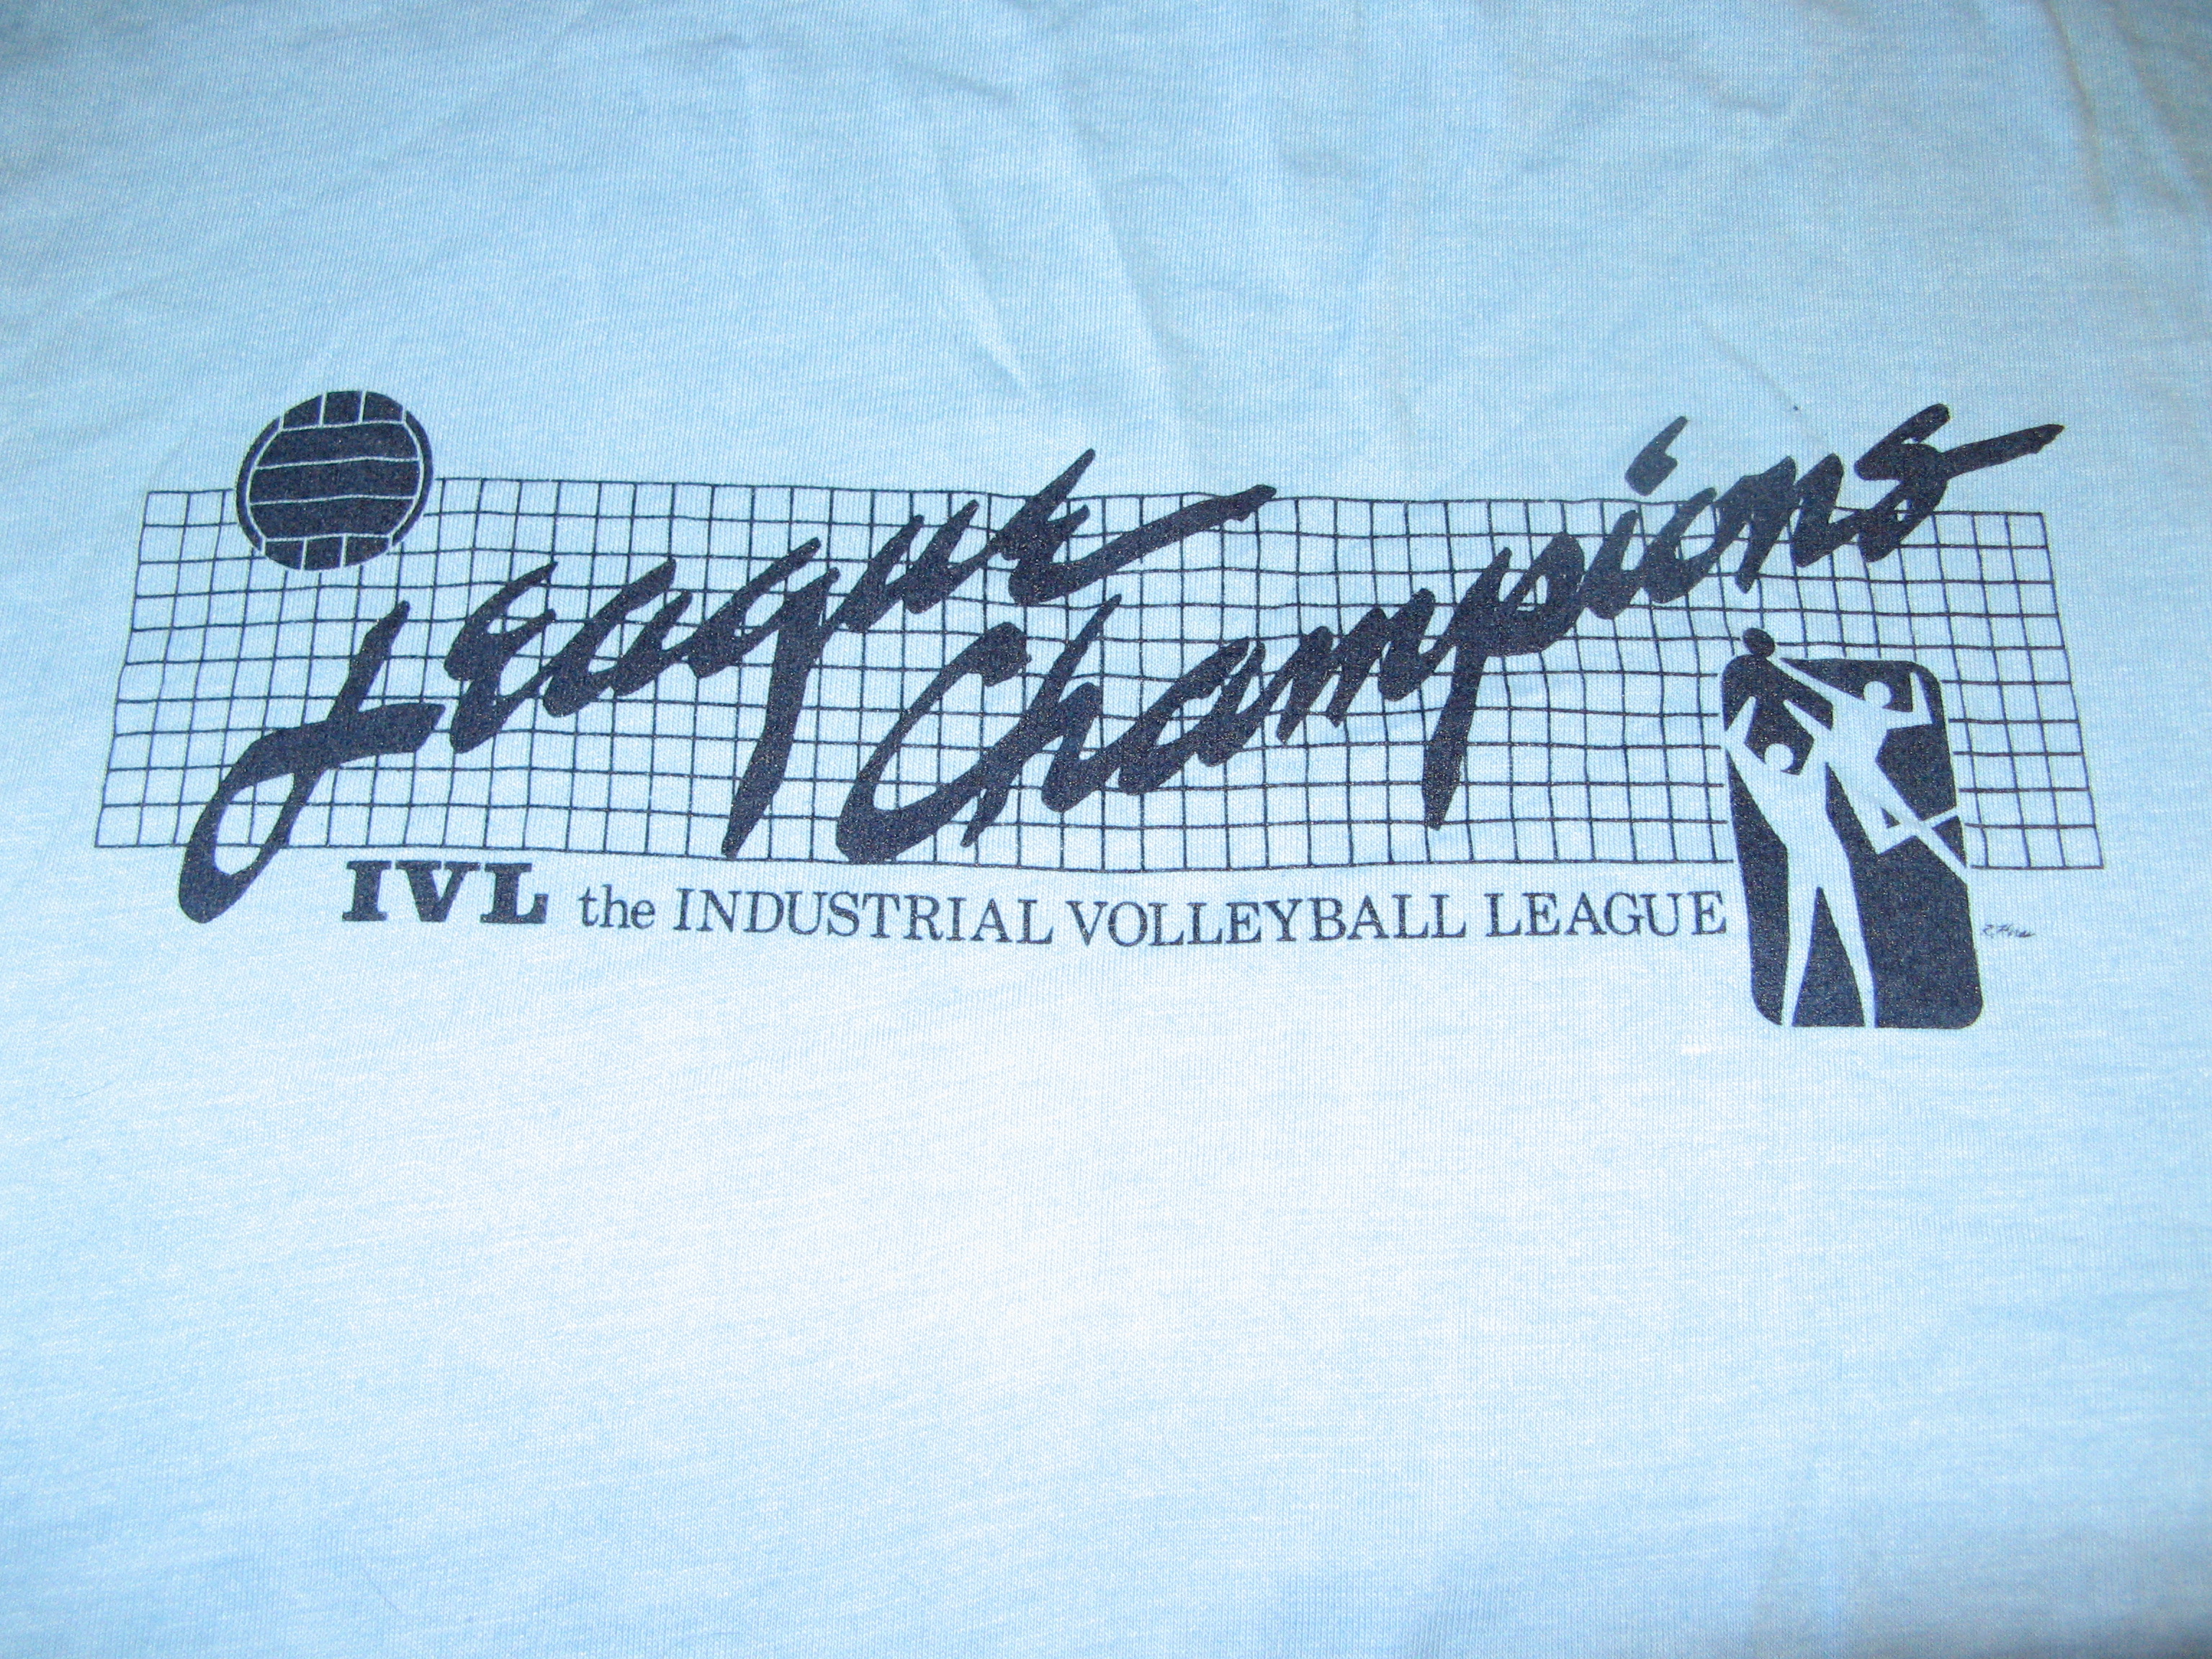 League
Champions
IVL the INDUSTRIAL VOLLEYBALL LEAGUE